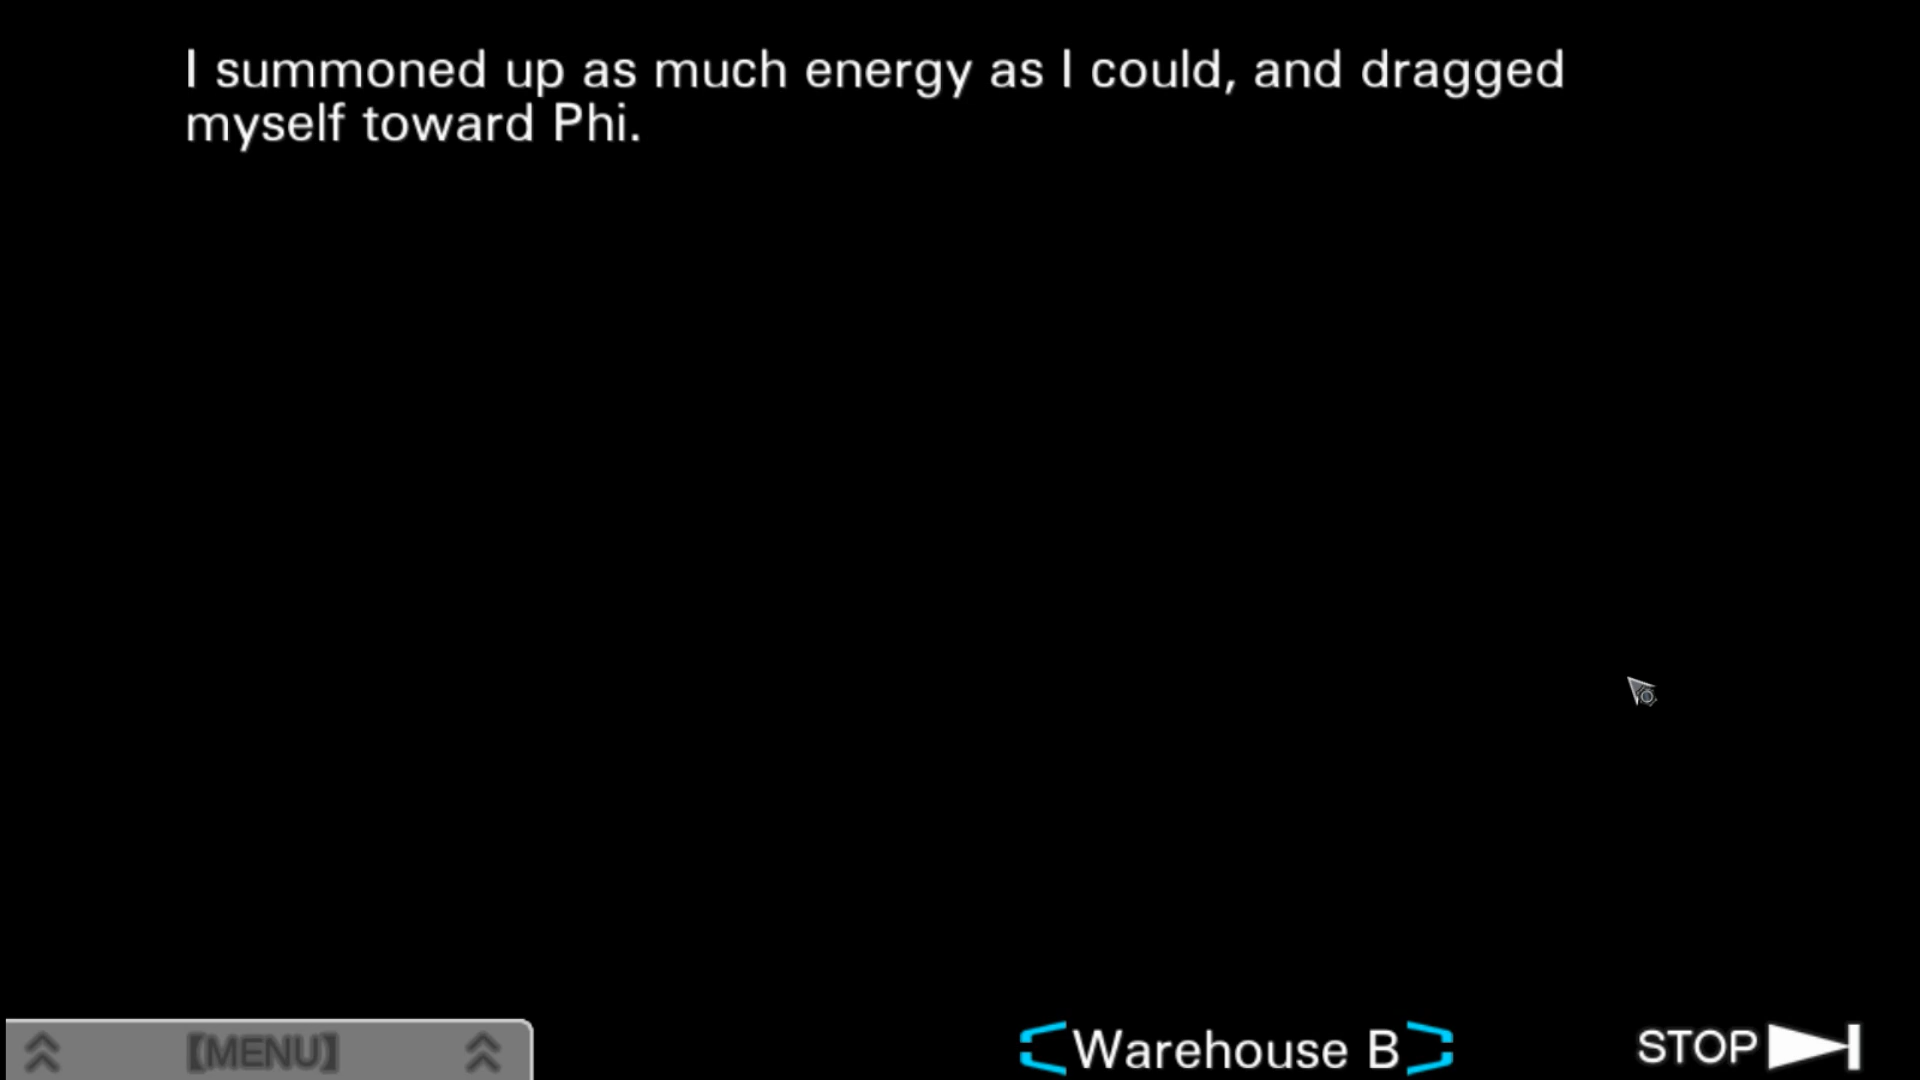 I summoned up as much energy as I could, and dragged
myself toward Phi.
【MENU】
Warehouse B
STOP